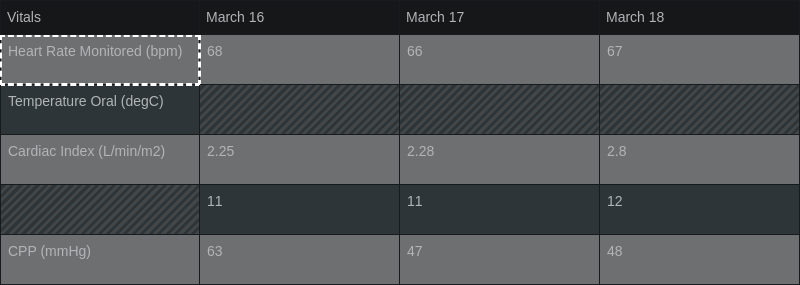 Vitals March 16 March 17 March 18
Heart Rate Monitored (bpm) 68 66 67
Temperature Oral (degC)
Cardiac Index (L/min/m2) 2.25 2.28 2.8
11 11 12
CPP (mmHg) 63 47 48